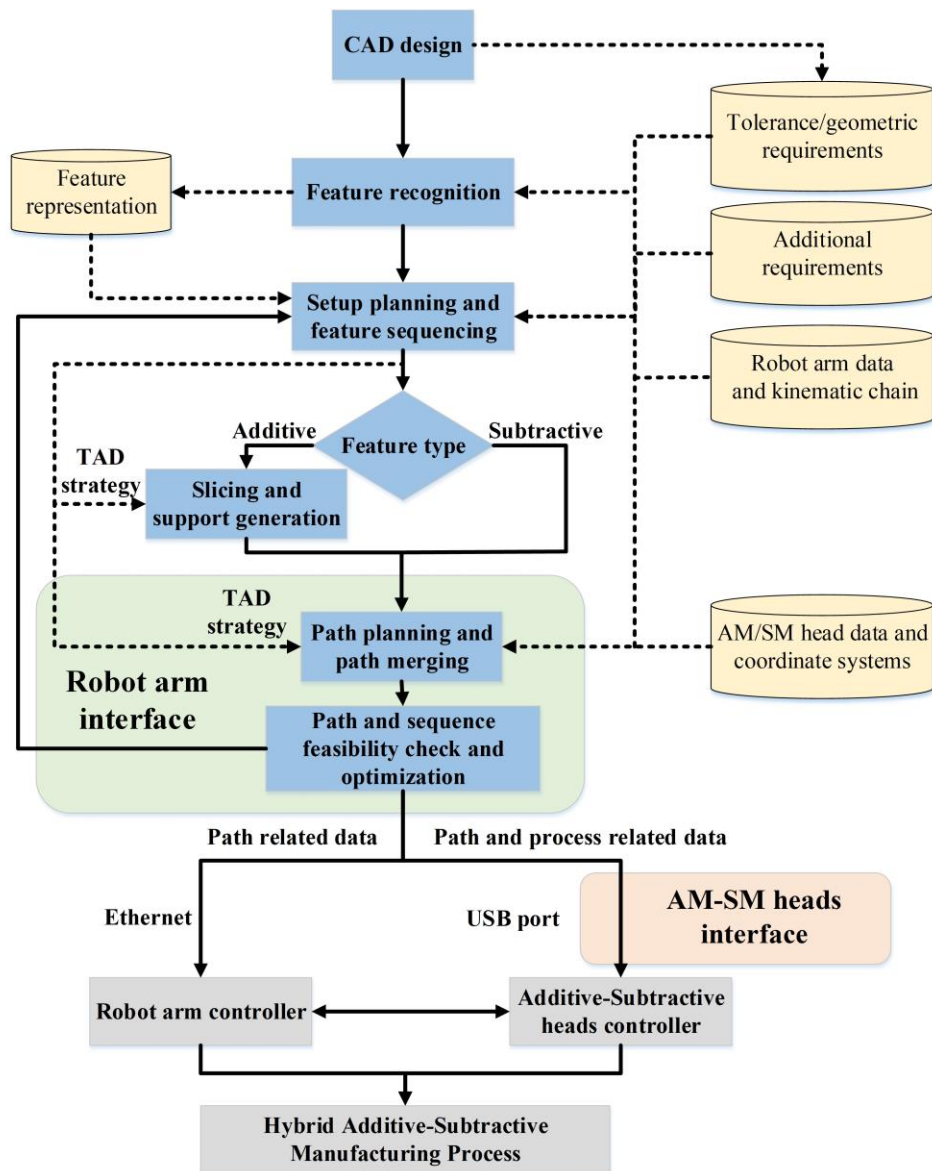 CAD design
Tolerance/geometric
requirements
Feature
representation
Feature recognition
Additional
requirements
Setup planning and
feature sequencing
Robot arm data
and kinematic chain
Additive
Subtractive
Feature type
TAD
strategy
Slicing and
support generation
TAD
strategy
Path planning and
path merging
AM/SM head data and
coordinate systems
Robot arm
interface
Path and sequence
feasibility check and
optimization
Path related data
Path and process related data
Ethernet
USB port
AM-SM heads
interface
Robot arm controller
Additive-Subtractive
heads controller
Hybrid Additive-Subtractive
Manufacturing Process